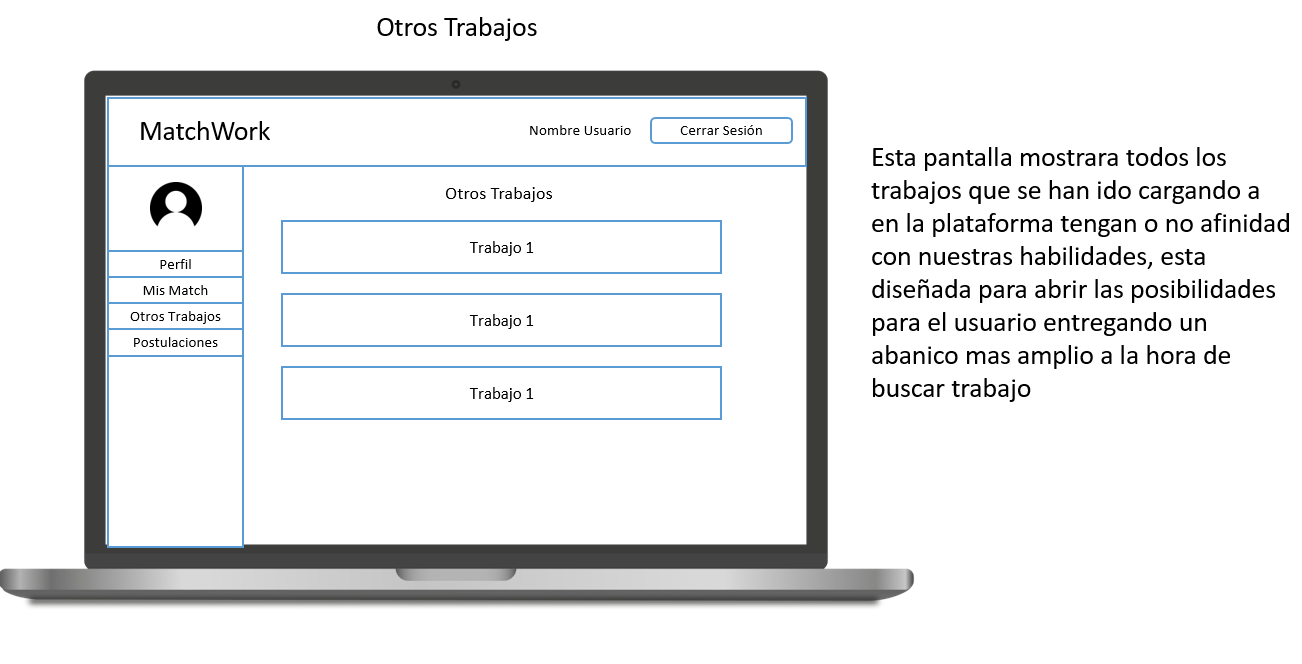 Otros Trabajos
MatchWork
Nombre Usuario
Cerrar Sesión
Perfil
Mis Match
Otros Trabajos
Postulaciones
Otros Trabajos
Trabajo 1
Trabajo 1
Trabajo 1
Esta pantalla mostrara todos los
trabajos que se han ido cargando a
en la plataforma tengan o no afinidad
con nuestras habilidades, esta
diseñada para abrir las posibilidades
para el usuario entregando un
abanico mas amplio a la hora de
buscar trabajo